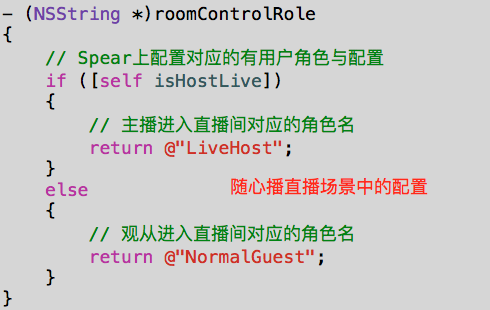 - (NSString *)roomControlRole
{
    // Spear上配置对应的有用户角色与配置
    if ([self isHostLive])
    {
        // 主播进入直播间对应的角色名
        return @"LiveHost";
    }
    else
随心播直播场景中的配置
    {
        // 观从进入直播间对应的角色名
        return @"NormalGuest";
    }
}